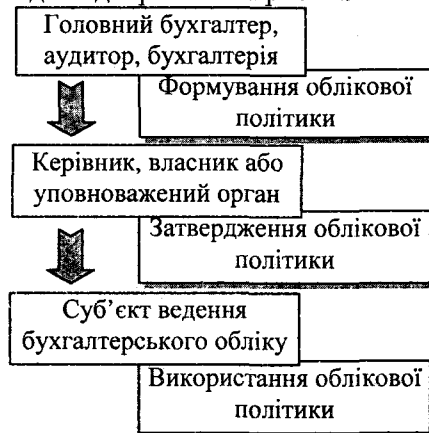 Головний бухгалтер,
аудитор, бухгалтерія
Формування облікової
політики
Керівник, власник або
уповноважений орган
Затвердження облікової
політики
Суб’єкт ведення
бухгалтерського обліку
Використання облікової
політики